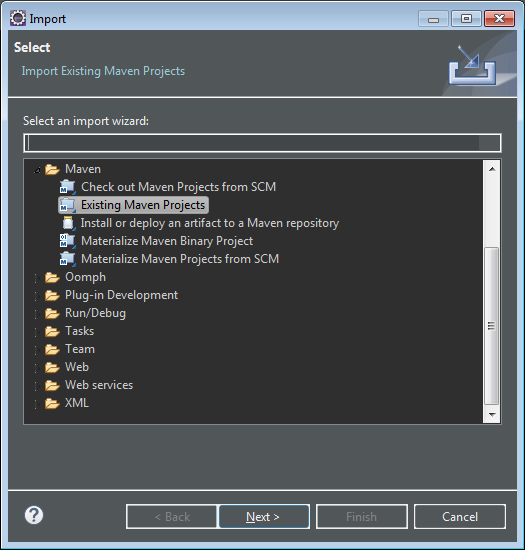 Import
Select
Import Existing Maven Projects
Select an import wizard:
Maven
Check out Maven Projects from SCM
Existing Maven Projects
Install or deploy an artifact to a Maven repository
Materialize Maven Binary Project
Materialize Maven Projects from SCM
Oomph
Plug-in Development
Run/Debug
Tasks
Team
Web
Web services
XML
? < Back Next > Finish Cancel